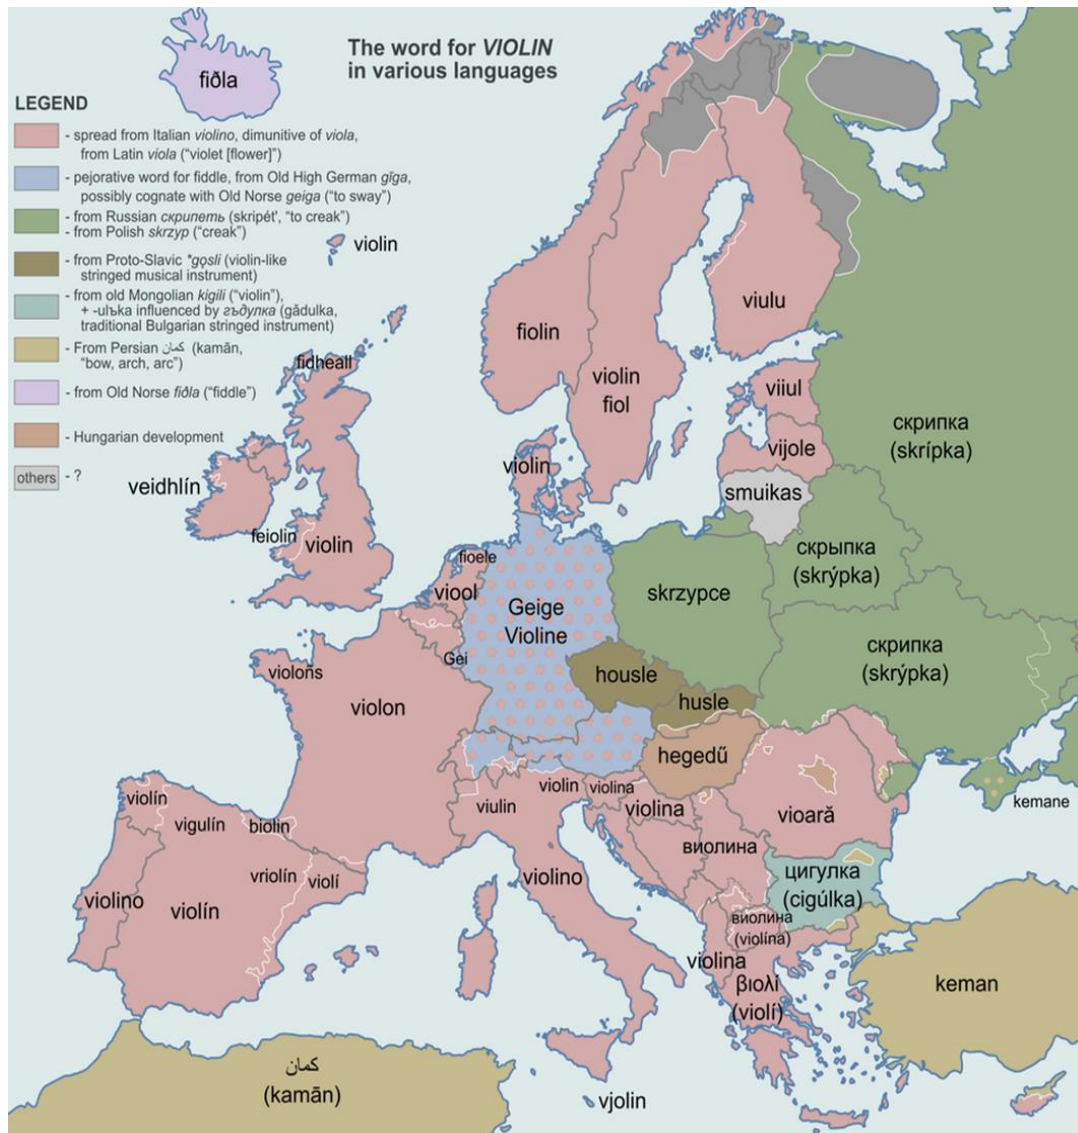 The word for VIOLIN
in various languages
fiðla
LEGEND
- spread from Italian violino, dimunitive of viola,
from Latin viola (“violet [flower]”)
- pejorative word for fiddle, from Old High German gīga,
possibly cognate with Old Norse geiga (“to sway”)
- from Russian скрипеть (skripét', “to creak”)
- from Polish skrzyp (“creak”)
- from Proto-Slavic *gǫsli (violin-like
stringed musical instrument)
- from old Mongolian kigili (“violin”),
+ -ulъka influenced by гъдулка (gǎdulka,
traditional Bulgarian stringed instrument)
- From Persian کمان (kamān,
“bow, arch, arc”)
- from Old Norse fiðla (“fiddle”)
- Hungarian development
others - ?
violin
fiolin
violin
fiol
viulu
fidheall
viiul
vijole
smuikas
скрипка
(skrípka)
violin
veidhlín
feiolin
violin
fioele
viool
Geige
Violine
Gei
скрыпка
(skrýpka)
skrzypce
скрипка
(skrýpka)
housle
husle
hegedű
violoñs
violon
violín
vigulín
biolin
vriolín
violí
violino
violín
viulin
violin
violina
violina
violino
виолина
vioară
kemane
цигулка
(cigúlka)
виолина
(violína)
violina
βιολί
(violí)
keman
كمان
(kamān)
vjolin